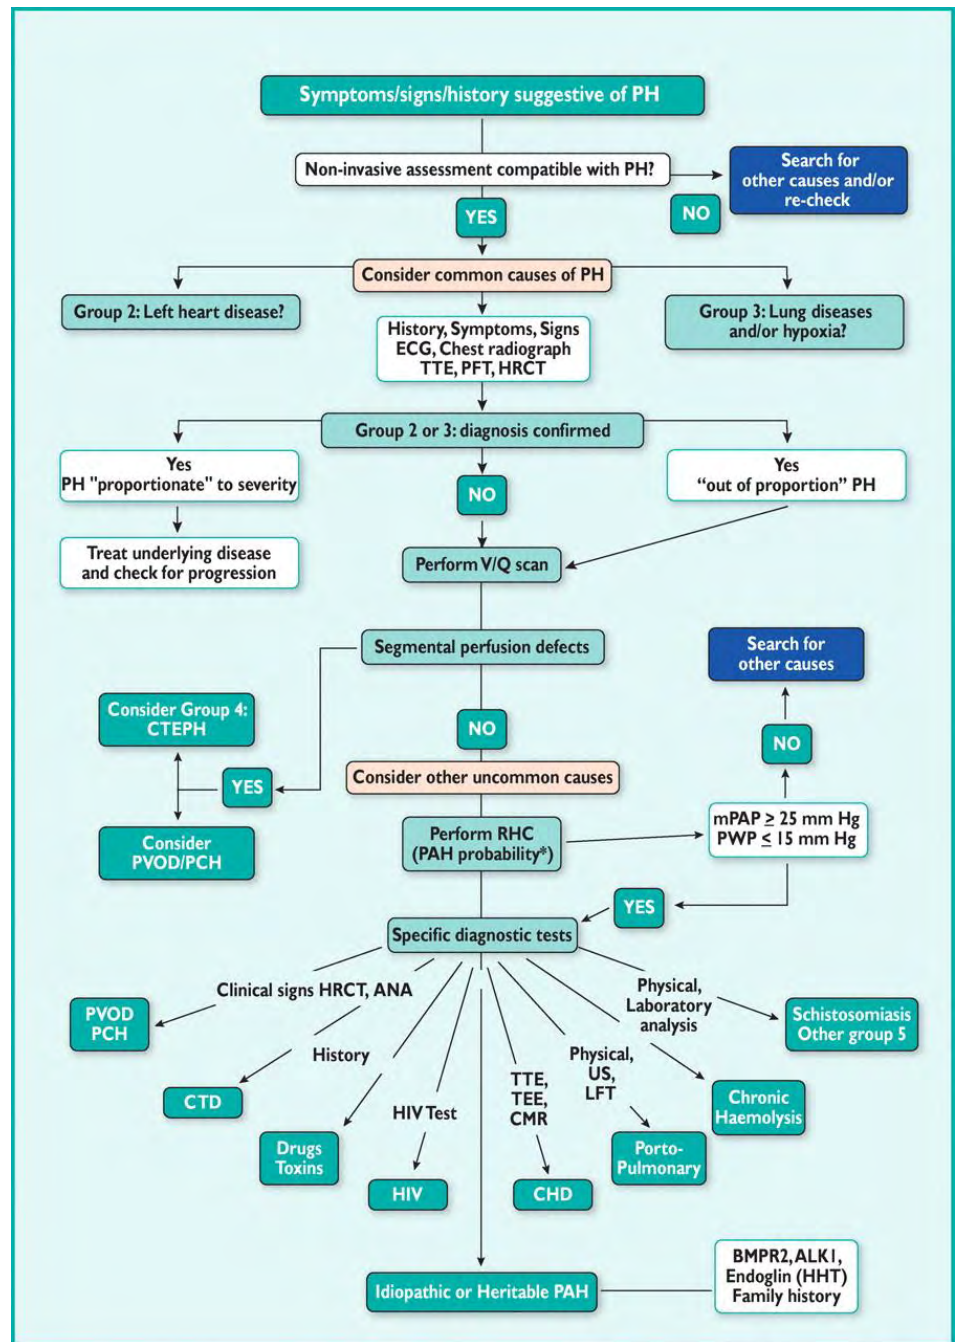 Symptoms/signs/history suggestive of PH
Non-invasive assessment compatible with PH?
Search for
other causes and/or
re-check
YES
NO
Consider common causes of PH
Group 2: Left heart disease?
History, Symptoms, Signs
ECG, Chest radiograph
TTE, PFT, HRCT
Group 3: Lung diseases
and/or hypoxia?
Group 2 or 3: diagnosis confirmed
Yes
PH "proportionate" to severity
NO
Yes
“out of proportion” PH
Treat underlying disease
and check for progression
Perform V/Q scan
Segmental perfusion defects
Search for
other causes
Consider Group 4:
CTEPH
NO
NO
YES
Consider other uncommon causes
Consider
PVOD/PCH
Perform RHC
(PAH probability*)
mPAP ≥ 25 mm Hg
PWP ≤ 15 mm Hg
YES
Specific diagnostic tests
Clinical signs HRCT, ANA
Physical,
Laboratory
analysis
PVOD
PCH
Schistosomiasis
Other group 5
History
TTE,
TEE,
CMR
Physical,
US,
LFT
CTD
HIV Test
Chronic
Haemolysis
Drugs
Toxins
Porto-
Pulmonary
HIV
CHD
Idiopathic or Heritable PAH
BMPR2, ALK1,
Endoglin (HHT)
Family history